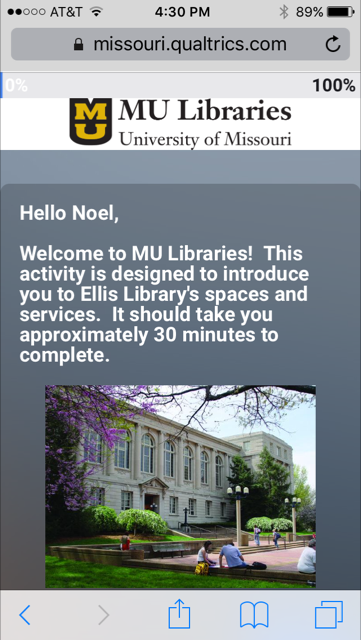 AT&T 4:30 PM 89%
missouri.qualtrics.com
0% 100%
MU
MU Libraries
University of Missouri
Hello Noel,
Welcome to MU Libraries!  This
activity is designed to introduce
you to Ellis Library's spaces and
services.  It should take you
approximately 30 minutes to
complete.